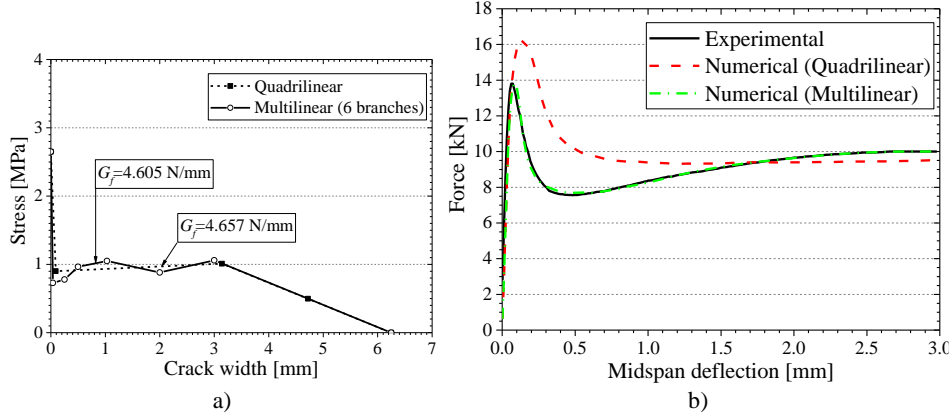 Stress [MPa]
4
3
2
1
0
Quadrilinear
Multilinear (6 branches)
Gf=4.605 N/mm
Gf=4.657 N/mm
0 1 2 3 4 5 6 7
Crack width [mm]
a)
Force [kN]
18
16
14
12
10
8
6
4
2
0
Experimental
Numerical (Quadrilinear)
Numerical (Multilinear)
0.0 0.5 1.0 1.5 2.0 2.5 3.0
Midspan deflection [mm]
b)